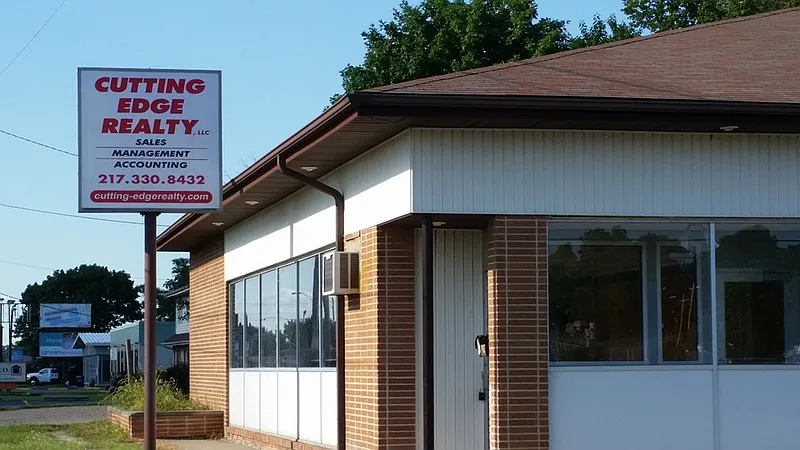 CUTTING
EDGE
REALTY, LLC
SALES
MANAGEMENT
ACCOUNTING
217.330.8432
cutting-edgerealty.com